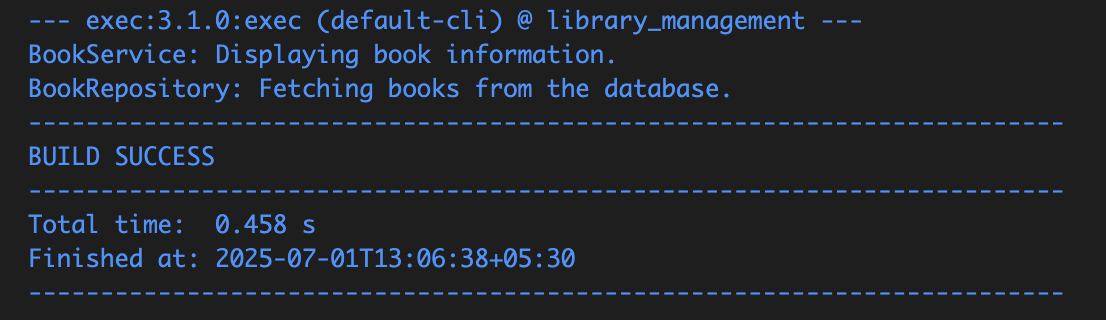 --- exec:3.1.0:exec (default-cli) @ library_management ---
BookService: Displaying book information.
BookRepository: Fetching books from the database.
------------------------------------------------------------------------
BUILD SUCCESS
------------------------------------------------------------------------
Total time:  0.458 s
Finished at: 2025-07-01T13:06:38+05:30
------------------------------------------------------------------------